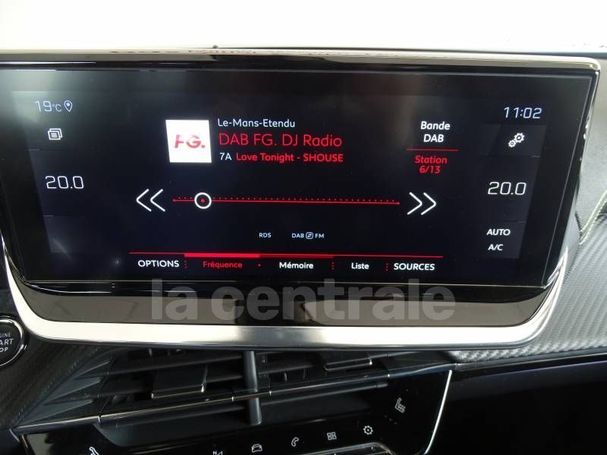 19°C
11:02
Le-Mans-Etendu
FG.
DAB FG. DJ Radio
7A Love Tonight - SHOUSE
Bande
DAB
Station
6/13
20.0
20.0
AUTO
A/C
RDS
DAB FM
OPTIONS
Fréquence
Mémoire
Liste
SOURCES
la centrale
START